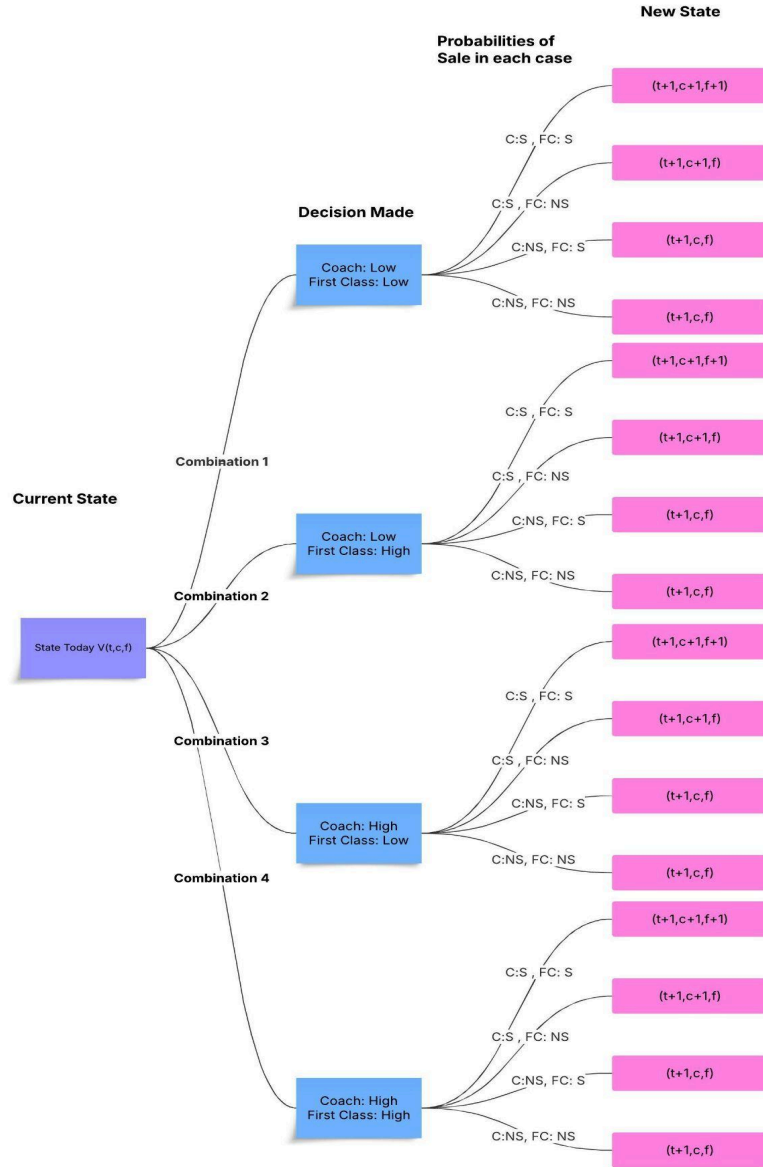 New State
Probabilities of
Sale in each case
(t+1,c+1,f+1)
C:S , FC: S
(t+1,c+1,f)
C:S , FC: NS
Decision Made
(t+1,c,f)
C:NS, FC: S
Coach: Low
First Class: Low
C:NS, FC: NS
(t+1,c,f)
(t+1,c+1,f+1)
C:S , FC: S
(t+1,c+1,f)
Combination 1
C:S , FC: NS
Current State
(t+1,c,f)
C:NS, FC: S
Coach: Low
First Class: High
C:NS, FC: NS
(t+1,c,f)
Combination 2
State Today V(t,c,f)
(t+1,c+1,f+1)
C:S , FC: S
(t+1,c+1,f)
Combination 3
C:S , FC: NS
(t+1,c,f)
C:NS, FC: S
Coach: High
First Class: Low
C:NS, FC: NS
(t+1,c,f)
Combination 4
(t+1,c+1,f+1)
C:S , FC: S
(t+1,c+1,f)
C:S , FC: NS
(t+1,c,f)
C:NS, FC: S
Coach: High
First Class: High
C:NS, FC: NS
(t+1,c,f)